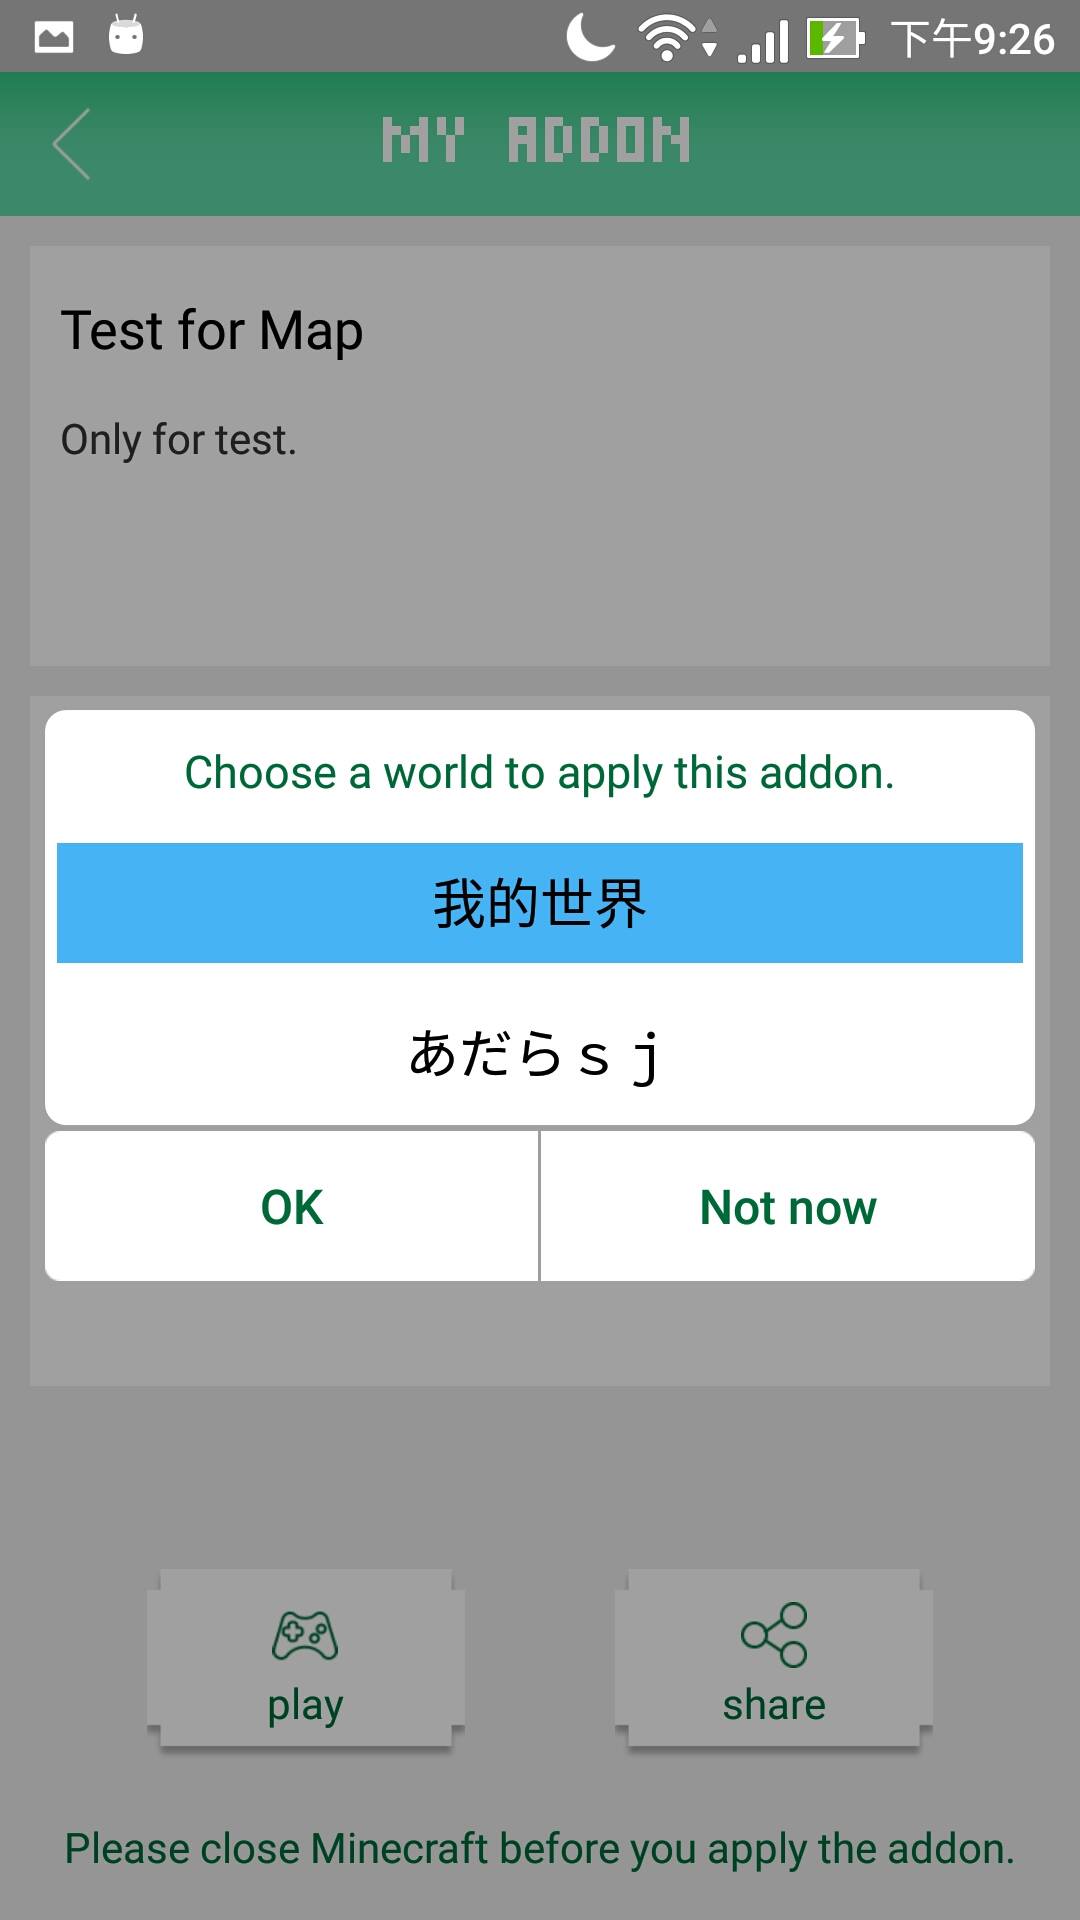 下午9:26
MY ADDON
Test for Map
Only for test.
Choose a world to apply this addon.
我的世界
あだらｓｊ
OK
Not now
play
share
Please close Minecraft before you apply the addon.